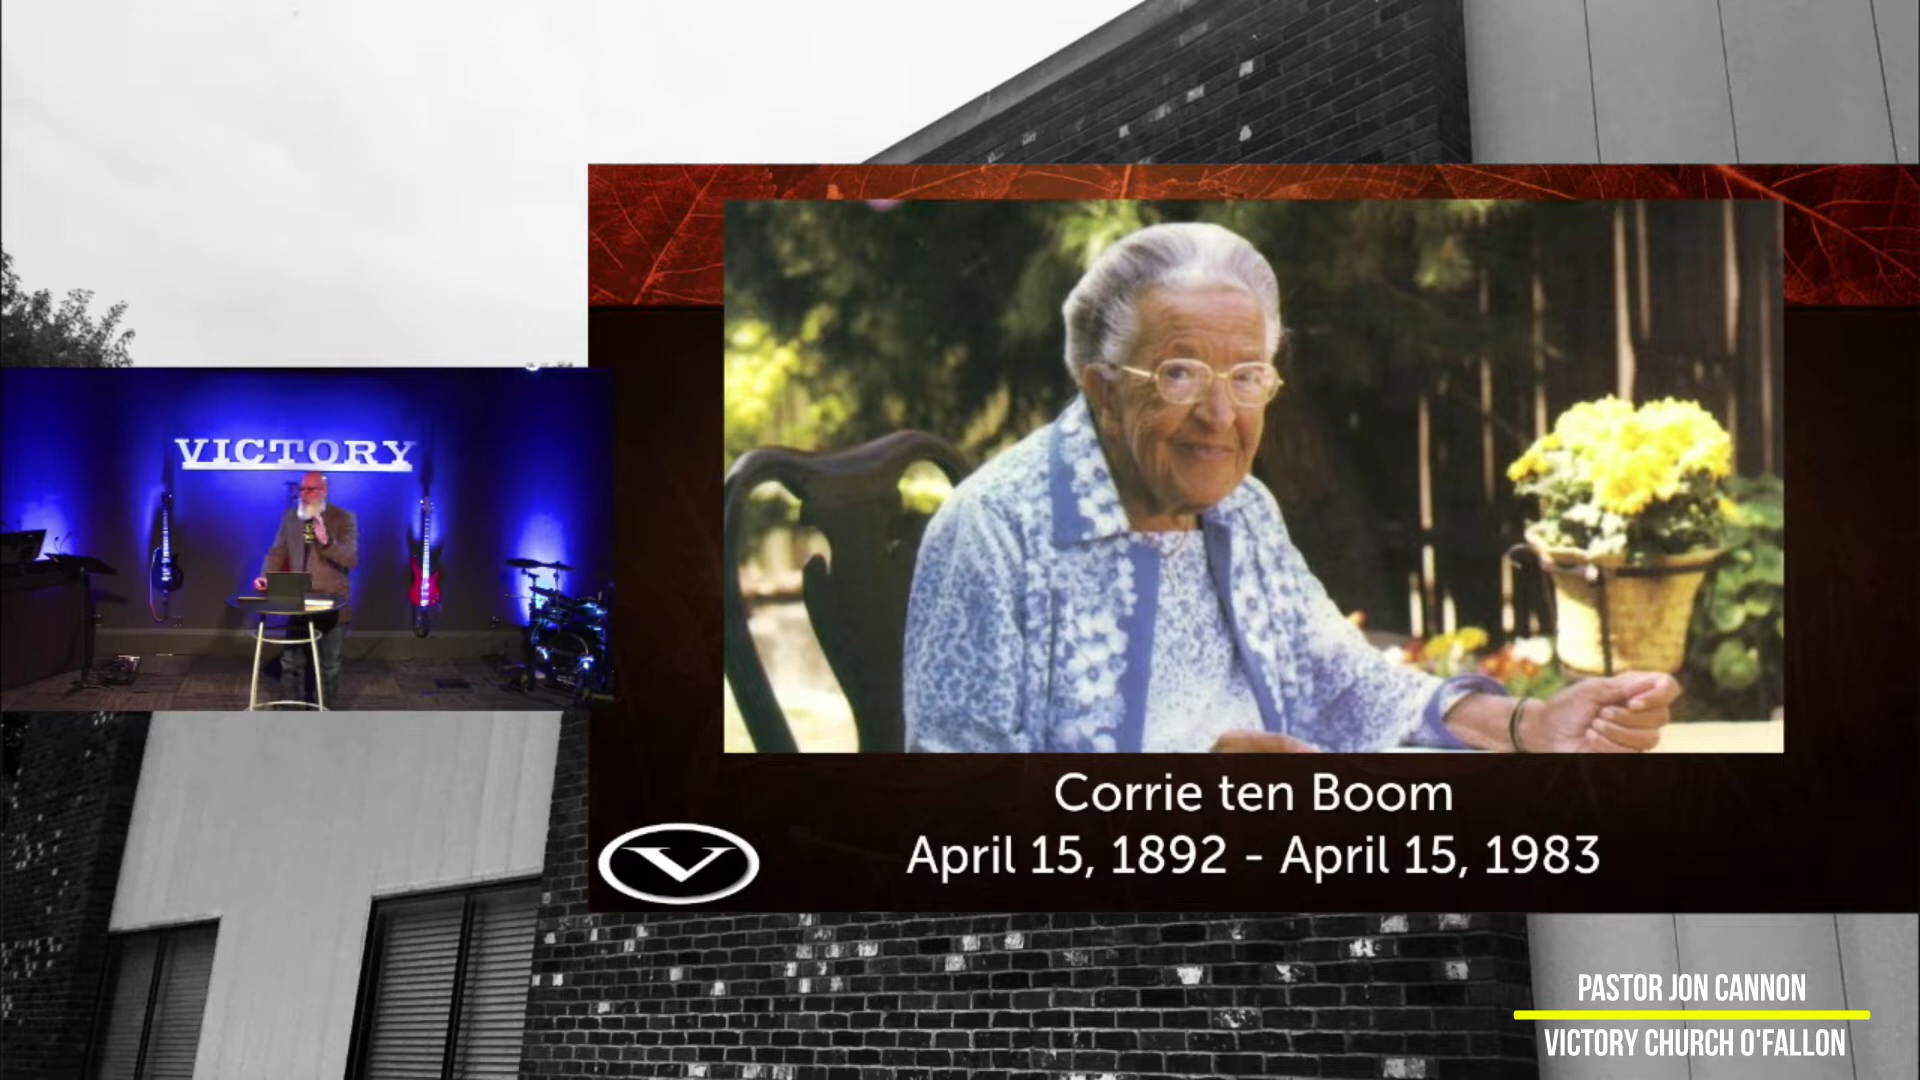 VICTORY
Corrie ten Boom
April 15, 1892 - April 15, 1983
V
PASTOR JON CANNON
VICTORY CHURCH O'FALLON